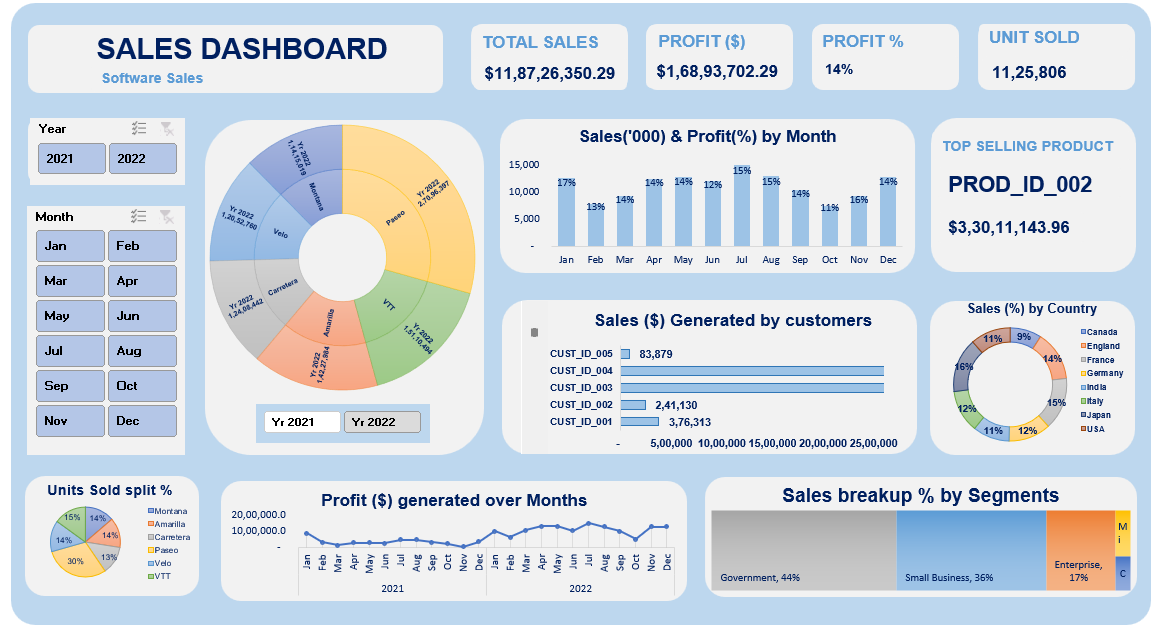 SALES DASHBOARD
Software Sales
TOTAL SALES
$11,87,26,350.29
PROFIT ($)
$1,68,93,702.29
PROFIT %
14%
UNIT SOLD
11,25,806
Year
2021 2022
Month
Jan Feb
Mar Apr
May Jun
Jul Aug
Sep Oct
Nov Dec
Yr 2022
1,14,15,019
Montana
Yr 2022
2,70,96,397
Paseo
Yr 2022
1,20,52,760
Velo
Yr 2022
1,24,08,442
Carretera
Yr 2022
1,42,27,984
Amarilla
Yr 2022
1,51,10,494
VTT
Yr 2021 Yr 2022
Sales('000) & Profit(%) by Month
15,000
10,000
5,000
-
17% 13% 14% 14% 14% 12% 15% 15% 14% 11% 16% 14%
Jan Feb Mar Apr May Jun Jul Aug Sep Oct Nov Dec
TOP SELLING PRODUCT
PROD_ID_002
$3,30,11,143.96
Sales ($) Generated by customers
CUST_ID_005 83,879
CUST_ID_004
CUST_ID_003
CUST_ID_002 2,41,130
CUST_ID_001 3,76,313
- 5,00,000 10,00,000 15,00,000 20,00,000 25,00,000
Sales (%) by Country
9%
14%
15%
12%
11%
12%
16%
11%
Canada
England
France
Germany
India
Italy
Japan
USA
Units Sold split %
14%
14%
13%
30%
14%
15%
Montana
Amarilla
Carretera
Paseo
Velo
VTT
Profit ($) generated over Months
20,00,000.0
10,00,000.0
-
Jan Feb Mar Apr May Jun Jul Aug Sep Oct Nov Dec Jan Feb Mar Apr May Jun Jul Aug Sep Oct Nov Dec
2021 2022
Sales breakup % by Segments
Government, 44%
Small Business, 36%
Enterprise,
17%
M
i
C